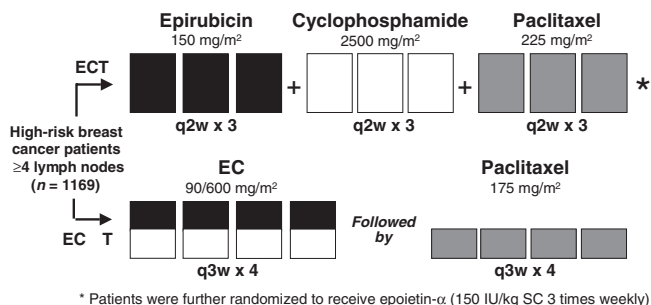 Epirubicin Cyclophosphamide Paclitaxel
150 mg/m² 2500 mg/m² 225 mg/m²
ECT
+ + *
q2w x 3 q2w x 3 q2w x 3
High-risk breast
cancer patients
≥4 lymph nodes
(n = 1169)
EC Paclitaxel
90/600 mg/m² 175 mg/m²
Followed
by
EC T
q3w x 4 q3w x 4
* Patients were further randomized to receive epoietin-α (150 IU/kg SC 3 times weekly)